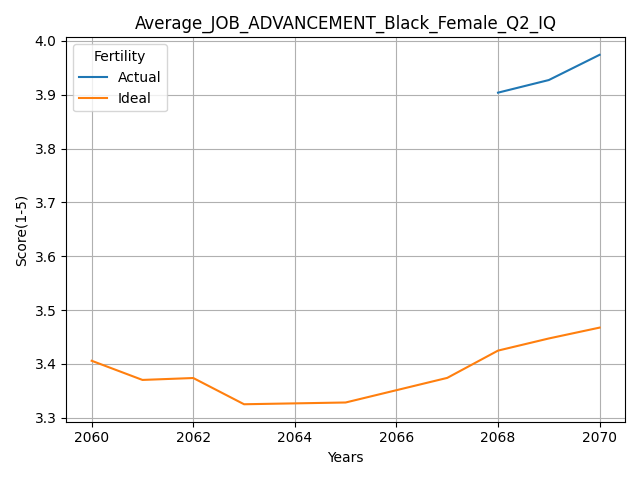 Average_JOB_ADVANCEMENT_Black_Female_Q2_IQ
Fertility
Actual
Ideal
Score(1-5)
4.0
3.9
3.8
3.7
3.6
3.5
3.4
3.3
2060 2062 2064 2066 2068 2070
Years